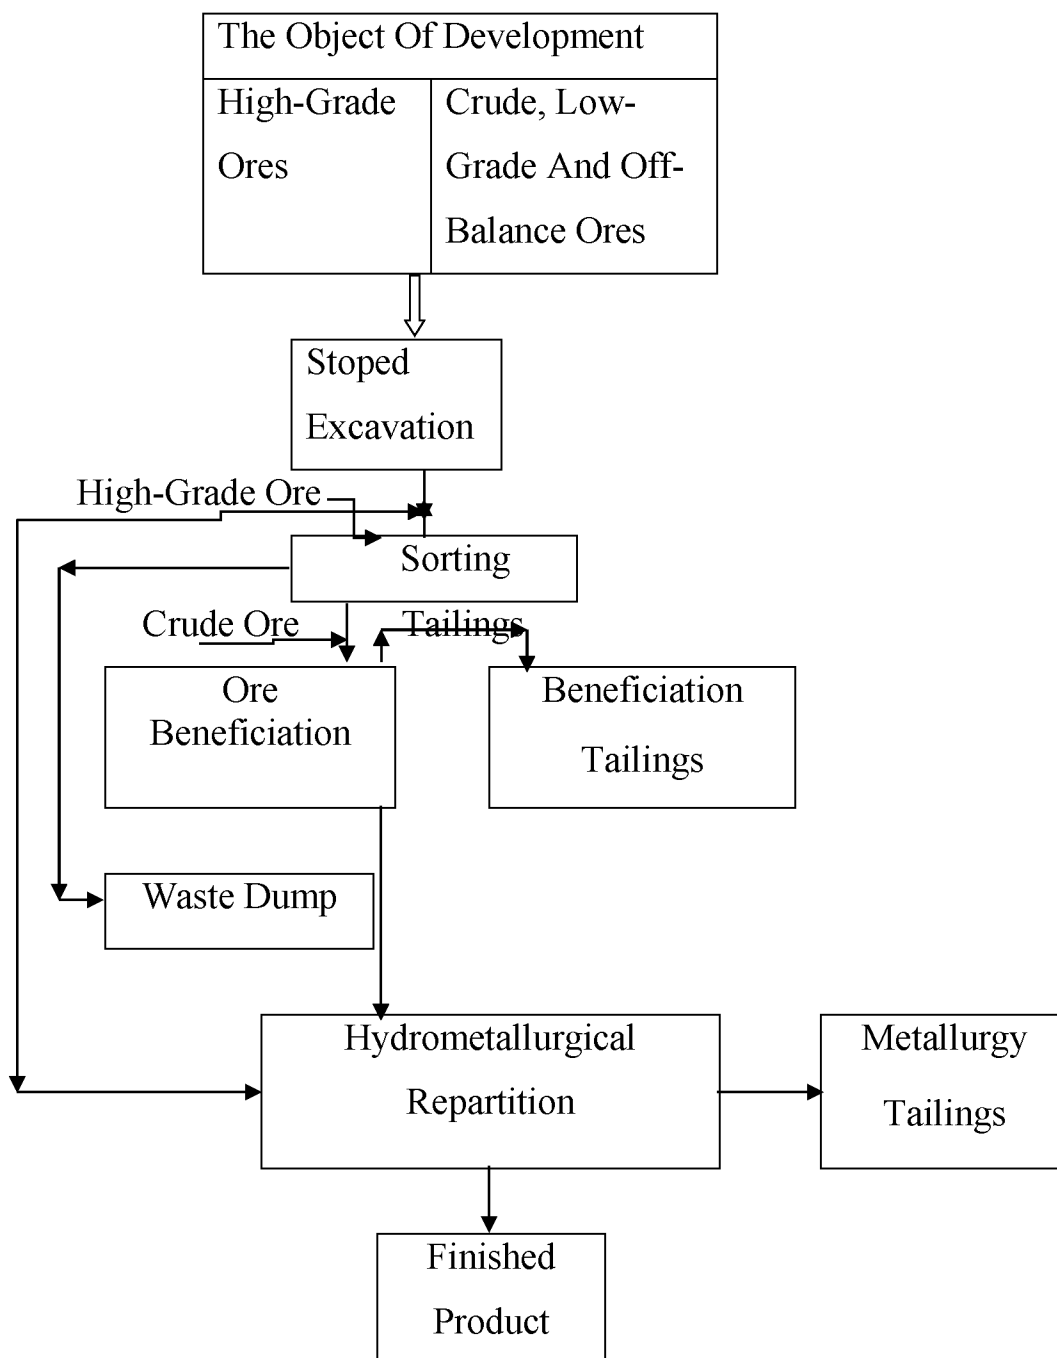 The Object Of Development
High-Grade
Ores
Crude, Low-
Grade And Off-
Balance Ores
Stoped
Excavation
High-Grade Ore
Sorting
Crude Ore
Tailings
Ore
Beneficiation
Beneficiation
Tailings
Waste Dump
Hydrometallurgical
Repartition
Metallurgy
Tailings
Finished
Product